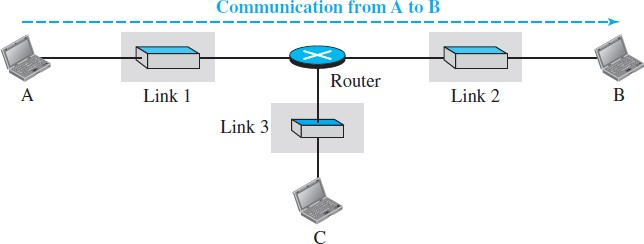 Communication from A to B
Router
A
Link 1
Link 2
B
Link 3
C